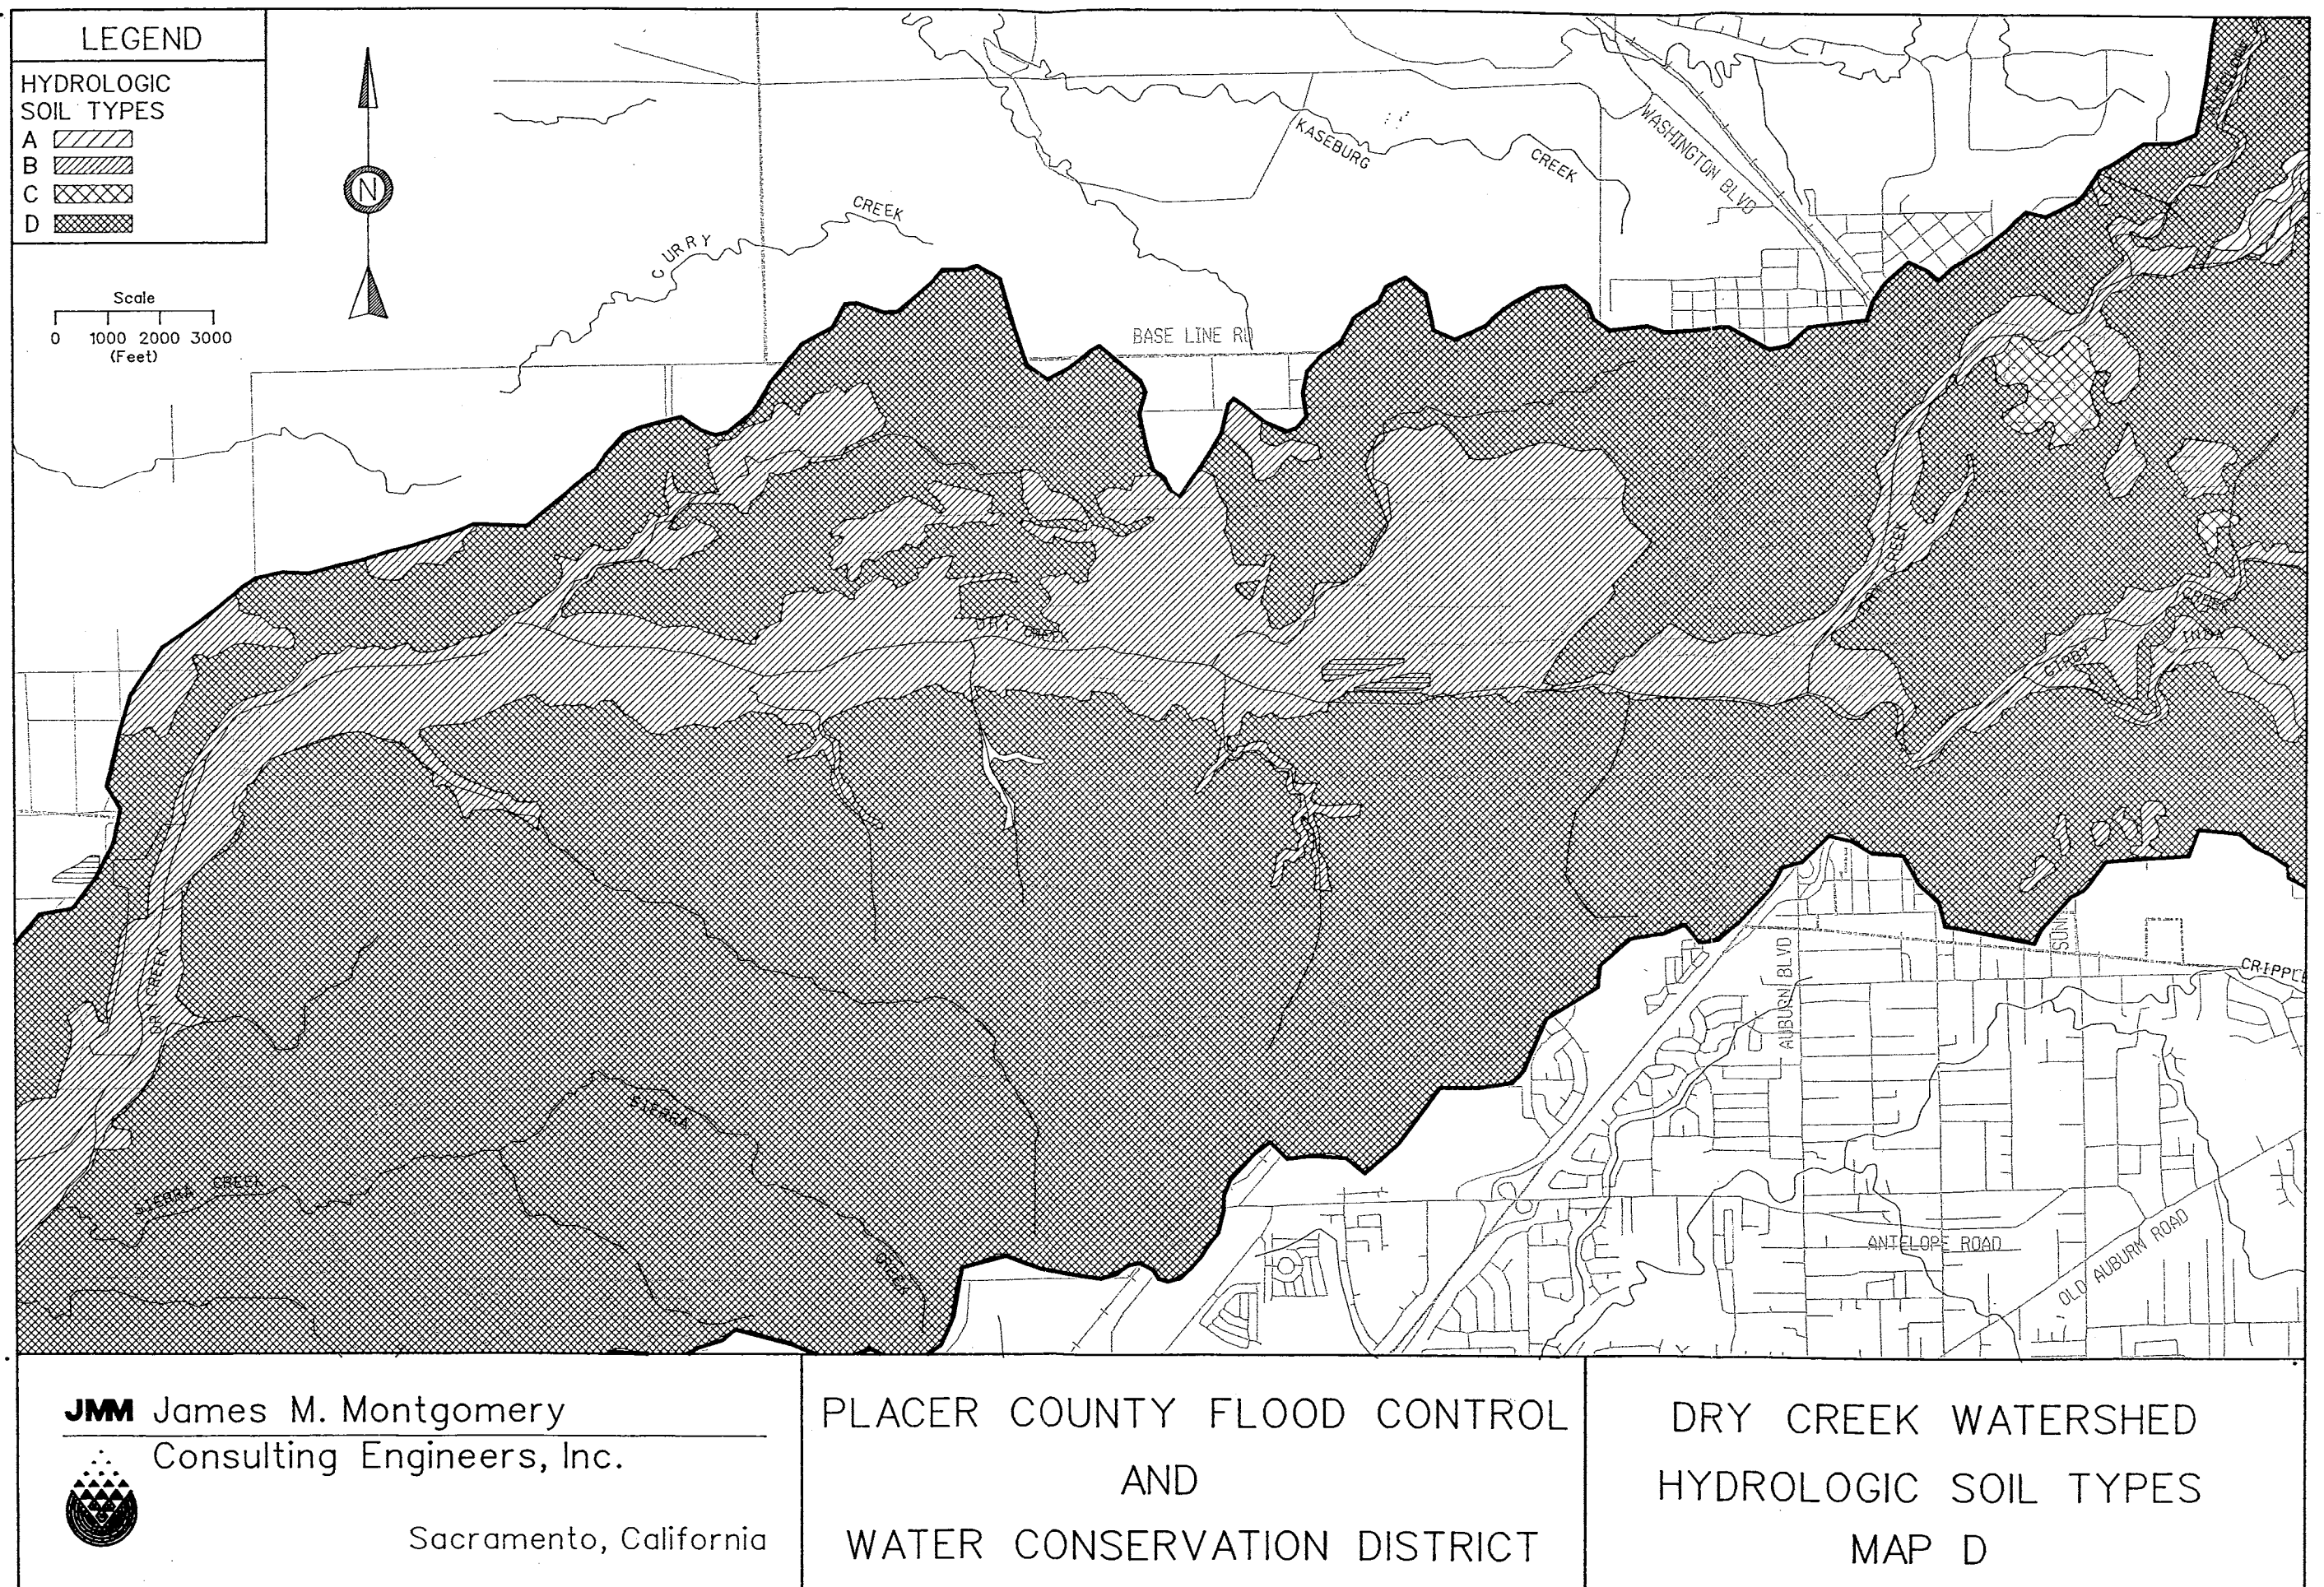 LEGEND
HYDROLOGIC
SOIL TYPES
A
B
C
D
N
Scale
0 1000 2000 3000
(Feet)
CURRY
CREEK
KASEBURG
CREEK
WASHINGTON BLVD
BASE LINE RD
DRY CREEK
CREEK
CIRBY
CREEK
LINDA
CREEK
SIERRA
SIERRA CREEK
AUBURN BLVD
CRIPPLE
ANTELOPE ROAD
OLD AUBURN ROAD
JMM James M. Montgomery
Consulting Engineers, Inc.
Sacramento, California
PLACER COUNTY FLOOD CONTROL
AND
WATER CONSERVATION DISTRICT
DRY CREEK WATERSHED
HYDROLOGIC SOIL TYPES
MAP D